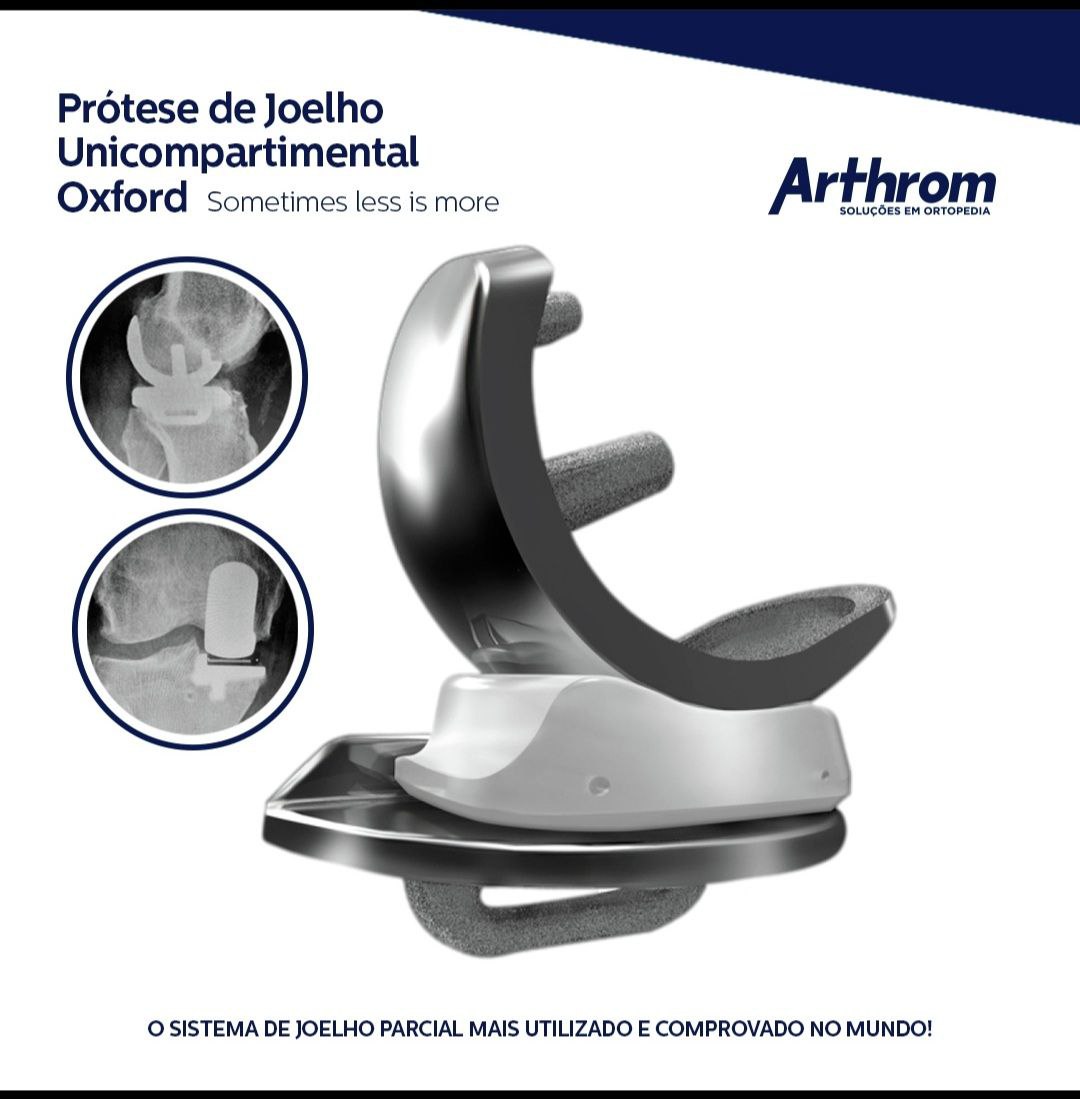 Prótese de Joelho
Unicompartimental
Oxford Sometimes less is more
Arthrom
SOLUÇÕES EM ORTOPEDIA
O SISTEMA DE JOELHO PARCIAL MAIS UTILIZADO E COMPROVADO NO MUNDO!